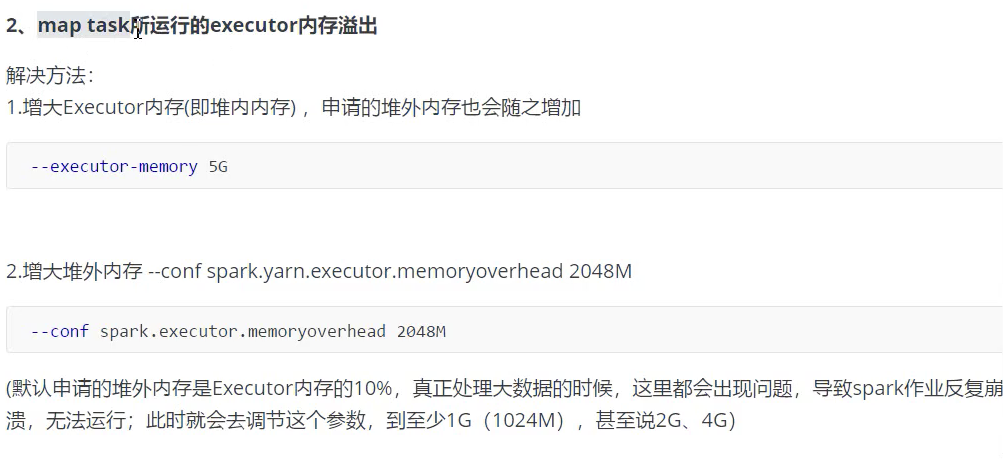 2、map task所运行的executor内存溢出
解决方法：
1.增大Executor内存(即堆内内存) ，申请的堆外内存也会随之增加
--executor-memory 5G
2.增大堆外内存 --conf spark.yarn.executor.memoryoverhead 2048M
--conf spark.executor.memoryoverhead 2048M
(默认申请的堆外内存是Executor内存的10%，真正处理大数据的时候，这里都会出现问题，导致spark作业反复崩
溃，无法运行；此时就会去调节这个参数，到至少1G（1024M），甚至说2G、4G)